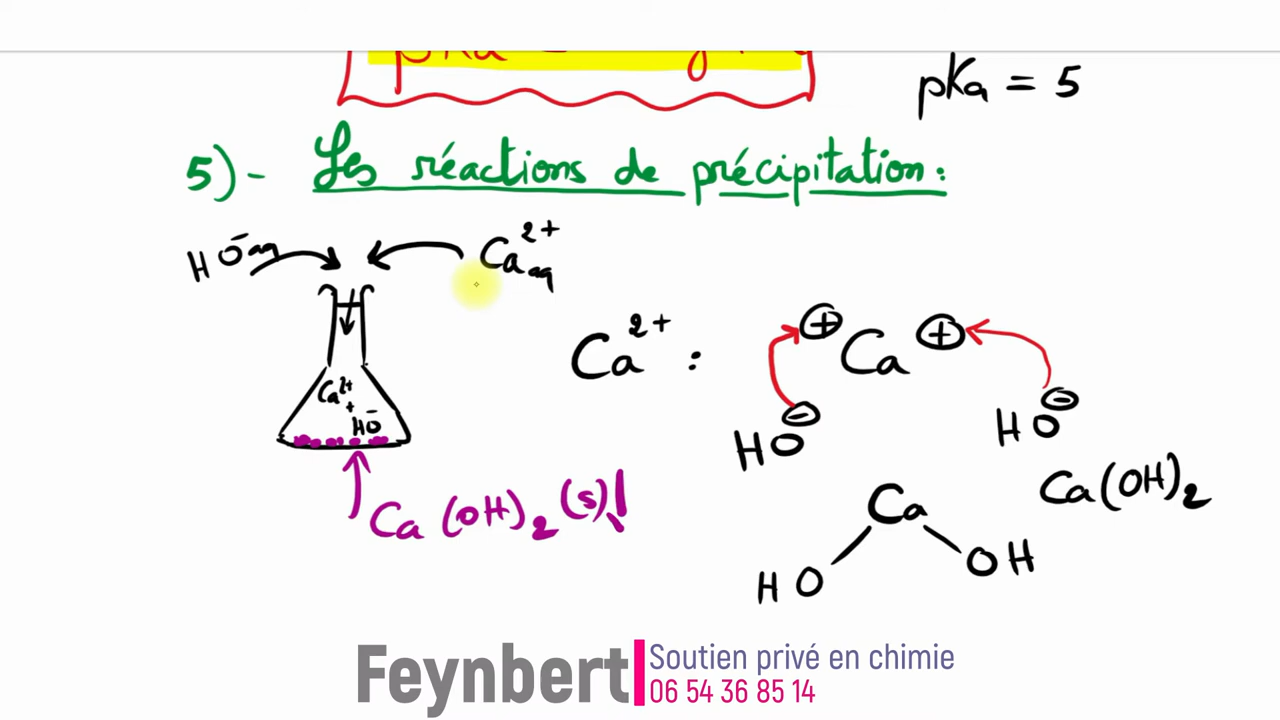 pKa = 5
5)- Les réactions de précipitation :
HO⁻aq Ca²⁺aq
Ca²⁺ : ⊕ Ca ⊕
Ca²⁺
+
HO⁻
HO⊖ HO⊖
Ca(OH)₂(s)!
Ca(OH)₂
Ca
HO OH
Feynbert
Soutien privé en chimie
06 54 36 85 14